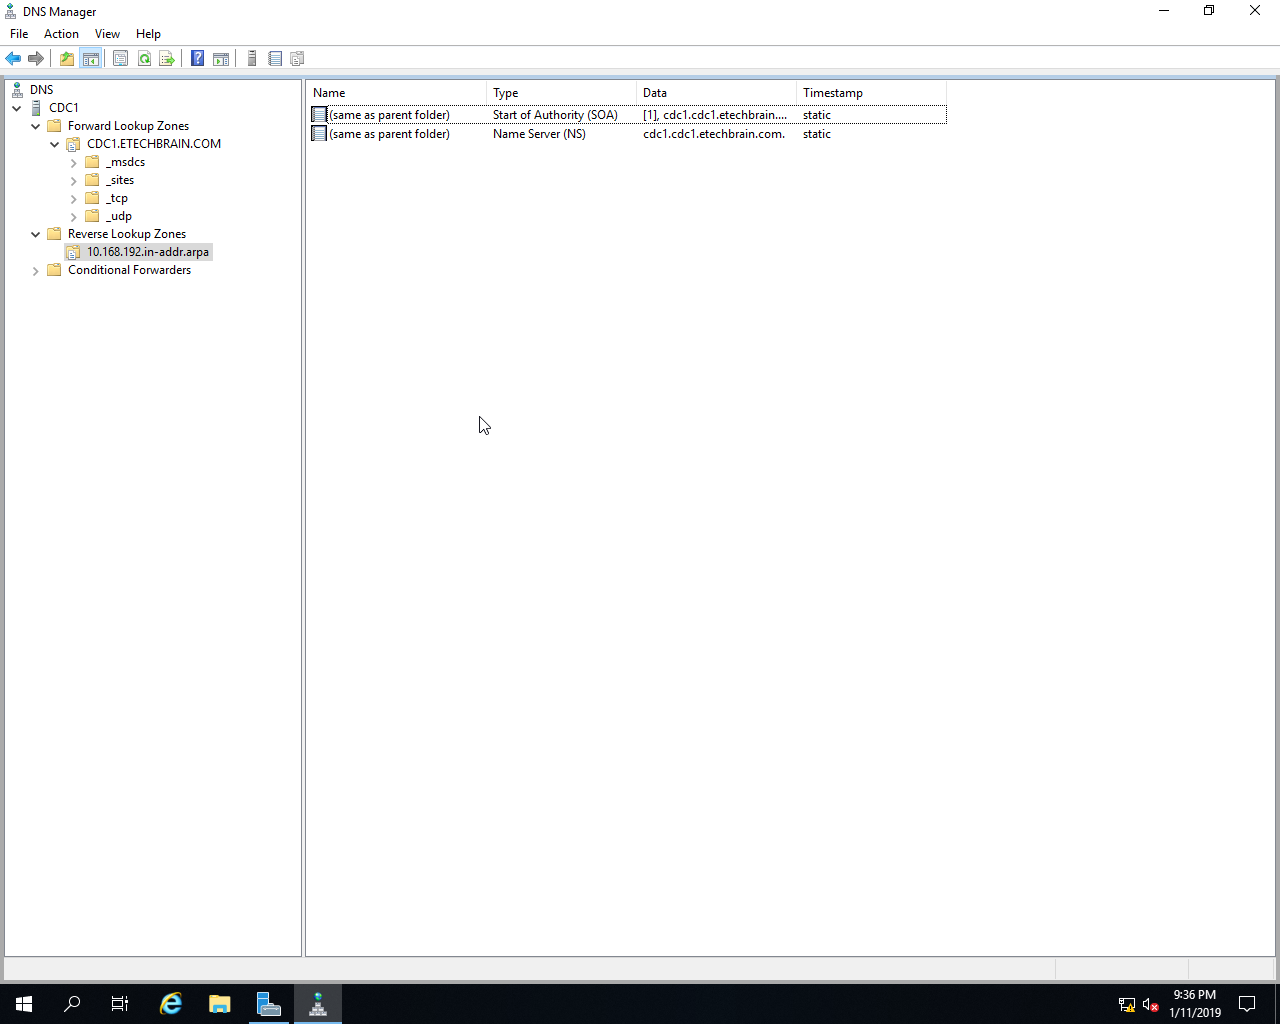 DNS Manager
File Action View Help
DNS
CDC1
Forward Lookup Zones
CDC1.ETECHBRAIN.COM
_msdcs
_sites
_tcp
_udp
Reverse Lookup Zones
10.168.192.in-addr.arpa
Conditional Forwarders
Name Type Data Timestamp
(same as parent folder) Start of Authority (SOA) [1], cdc1.cdc1.etechbrain.... static
(same as parent folder) Name Server (NS) cdc1.cdc1.etechbrain.com. static
9:36 PM
1/11/2019